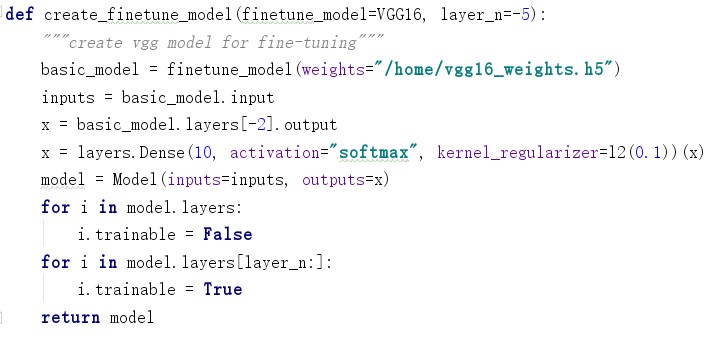 def create_finetune_model(finetune_model=VGG16, layer_n=-5):
    """create vgg model for fine-tuning"""
    basic_model = finetune_model(weights="/home/vgg16_weights.h5")
    inputs = basic_model.input
    x = basic_model.layers[-2].output
    x = layers.Dense(10, activation="softmax", kernel_regularizer=l2(0.1))(x)
    model = Model(inputs=inputs, outputs=x)
    for i in model.layers:
        i.trainable = False
    for i in model.layers[layer_n:]:
        i.trainable = True
    return model